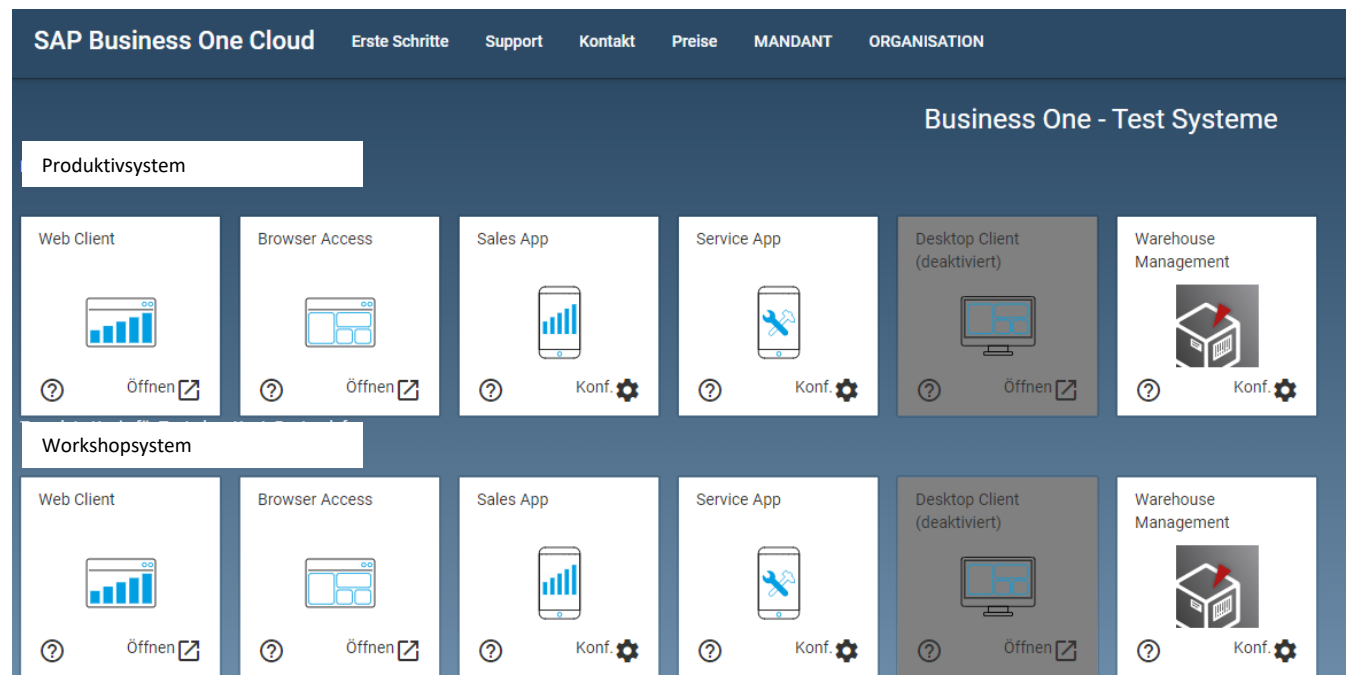 SAP Business One Cloud Erste Schritte Support Kontakt Preise MANDANT ORGANISATION
Business One - Test Systeme
Produktivsystem
Web Client Browser Access Sales App Service App Desktop Client Warehouse
(deaktiviert) Management
Öffnen Öffnen Konf. Konf. Öffnen Konf.
Workshopsystem
Web Client Browser Access Sales App Service App Desktop Client Warehouse
(deaktiviert) Management
Öffnen Öffnen Konf. Konf. Öffnen Konf.